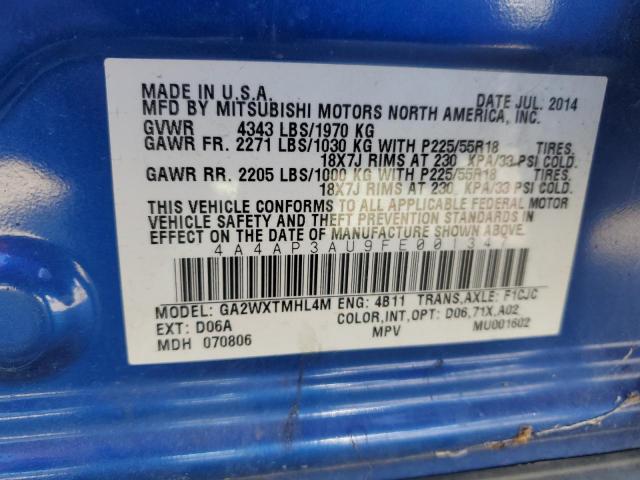 MADE IN U.S.A. DATE JUL. 2014
MFD BY MITSUBISHI MOTORS NORTH AMERICA, INC.
GVWR 4343 LBS/1970 KG
GAWR FR. 2271 LBS/1030 KG WITH P225/55R18 TIRES.
18X7J RIMS AT 230 KPA/33 PSI COLD.
GAWR RR. 2205 LBS/1000 KG WITH P225/55R18 TIRES.
18X7J RIMS AT 230 KPA/33 PSI COLD.
THIS VEHICLE CONFORMS TO ALL APPLICABLE FEDERAL MOTOR
VEHICLE SAFETY AND THEFT PREVENTION STANDARDS IN
EFFECT ON THE DATE OF MANUFACTURE SHOWN ABOVE.
4A4AP3AU9FE001347
MODEL: GA2WXTMHL4M ENG: 4B11 TRANS,AXLE: F1CJC
EXT: D06A COLOR,INT,OPT: D06,71X,A02,
MDH 070806 MPV MU001602